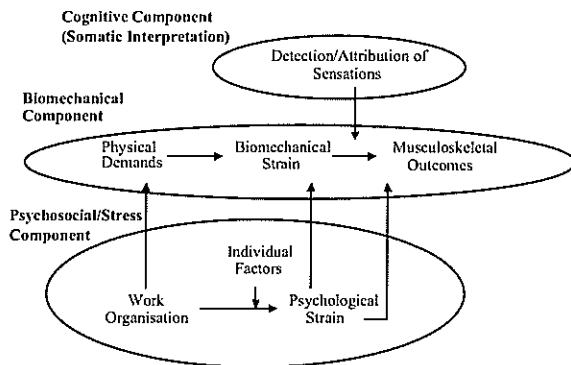 Cognitive Component
(Somatic Interpretation)
Detection/Attribution of
Sensations
Biomechanical
Component
Physical
Demands
Biomechanical
Strain
Musculoskeletal
Outcomes
Psychosocial/Stress
Component
Individual
Factors
Work
Organisation
Psychological
Strain